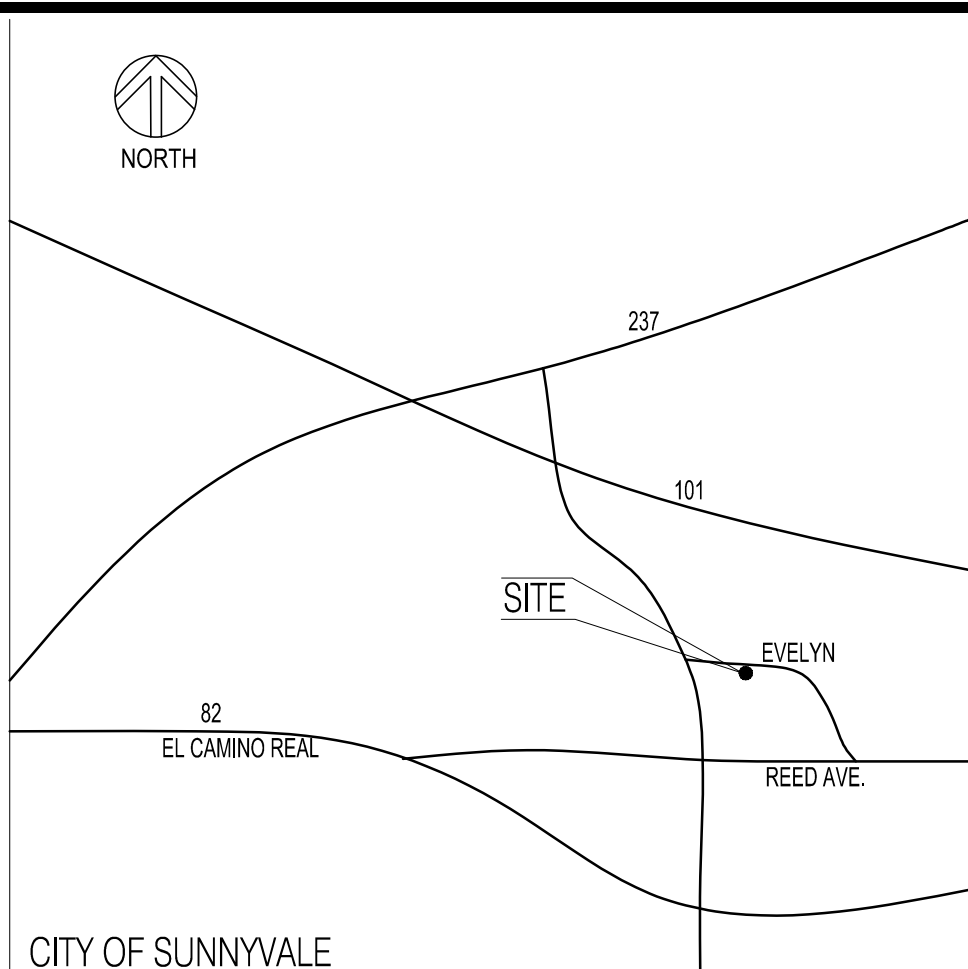 NORTH
237
101
SITE
EVELYN
82
EL CAMINO REAL
REED AVE.
CITY OF SUNNYVALE